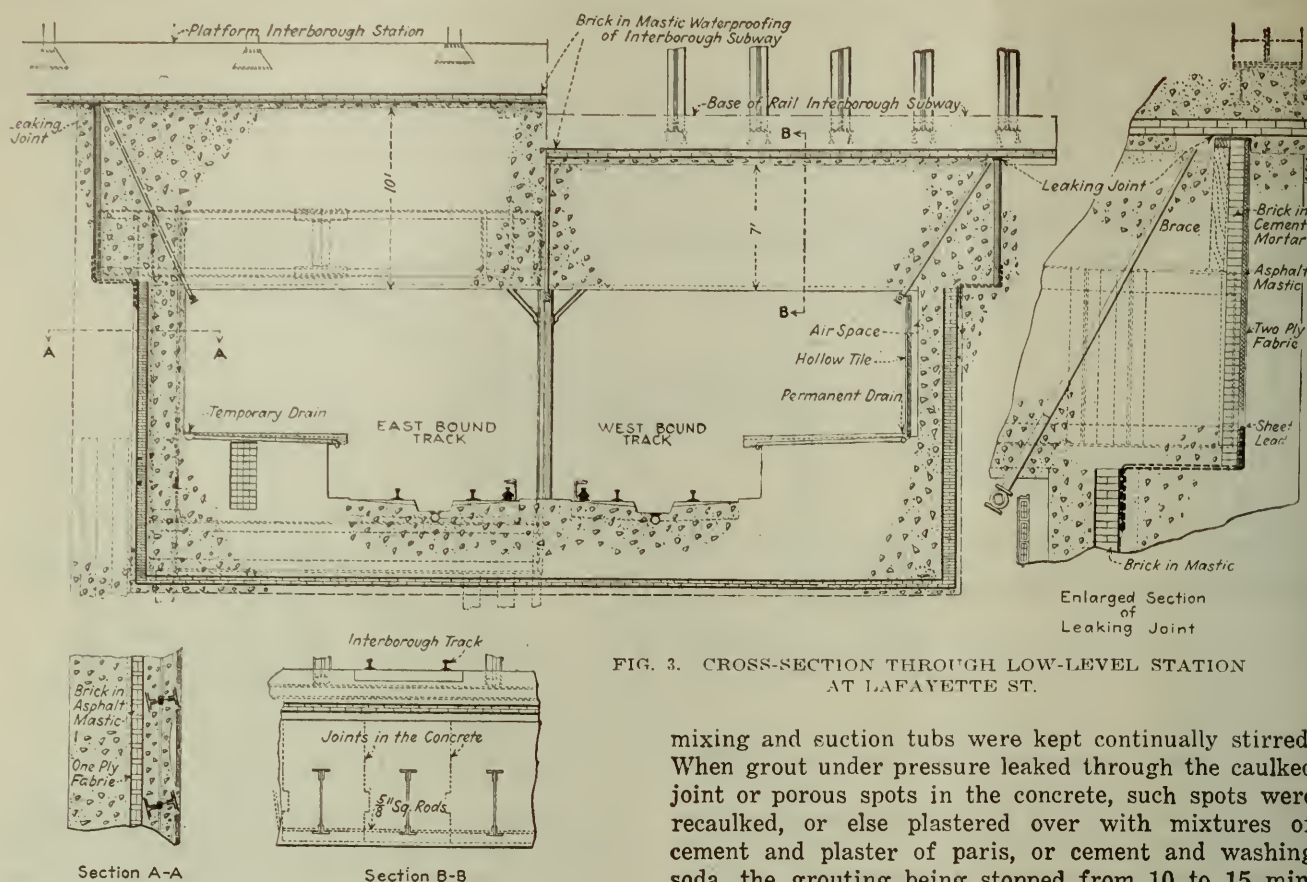 Platform Interborough Station
Brick in Mastic Waterproofing
of Interborough Subway
Leaking
Joint
10'
Base of Rail Interborough Subway
B
7'
B
Leaking Joint
Brace
Brick in
Cement
Mortar
Asphalt
Mastic
Two Ply
Fabric
Sheet
Lead
Brick in Mastic
Enlarged Section
of
Leaking Joint
A
A
Air Space
Hollow Tile
Permanent Drain
Temporary Drain
EAST BOUND
TRACK
WEST BOUND
TRACK
Brick in
Asphalt
Mastic
One Ply
Fabric
Section A-A
Interborough Track
Joints in the Concrete
5/8" Sq. Rods
Section B-B
FIG. 3. CROSS-SECTION THROUGH LOW-LEVEL STATION
AT LAFAYETTE ST.
mixing and suction tubs were kept continually stirred
When grout under pressure leaked through the caulked
joint or porous spots in the concrete, such spots were
recaulked, or else plastered over with mixtures of
cement and plaster of paris, or cement and washing
soda, the grouting being stopped from 10 to 15 min